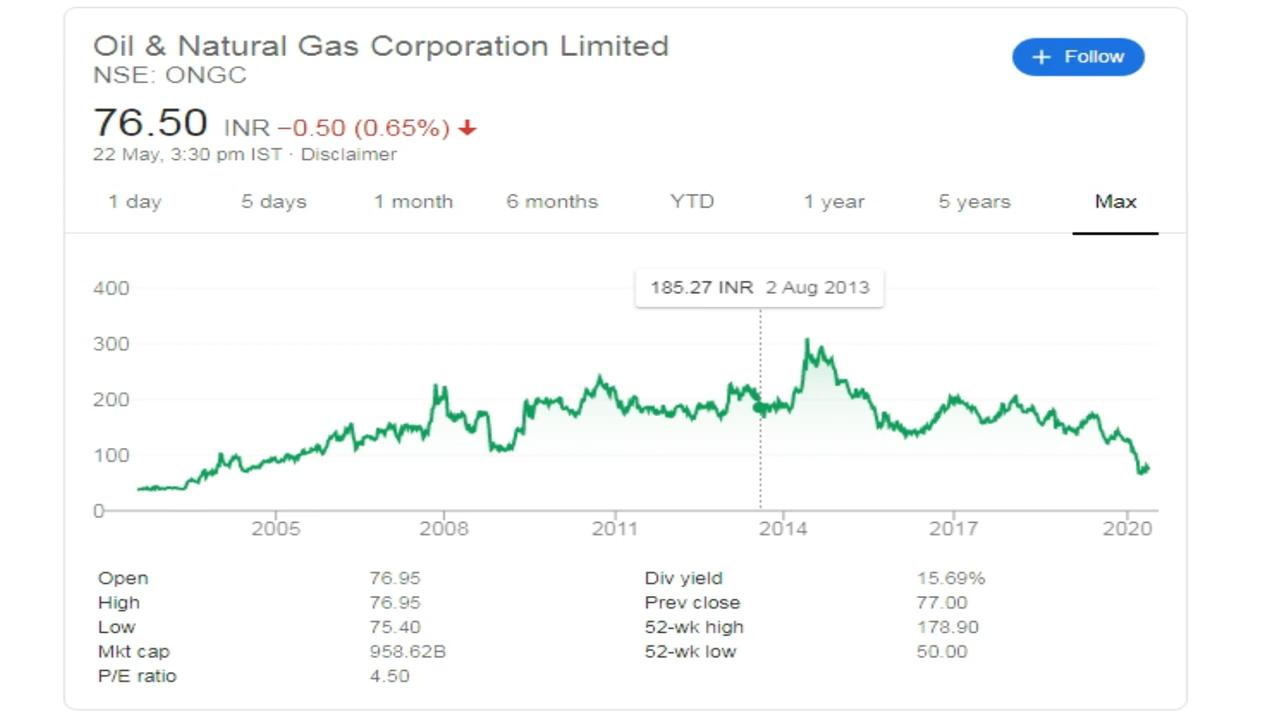 Oil & Natural Gas Corporation Limited
NSE: ONGC
+ Follow
76.50 INR −0.50 (0.65%)
22 May, 3:30 pm IST · Disclaimer
1 day 5 days 1 month 6 months YTD 1 year 5 years Max
185.27 INR 2 Aug 2013
400
300
200
100
0
2005 2008 2011 2014 2017 2020
Open 76.95 Div yield 15.69%
High 76.95 Prev close 77.00
Low 75.40 52-wk high 178.90
Mkt cap 958.62B 52-wk low 50.00
P/E ratio 4.50